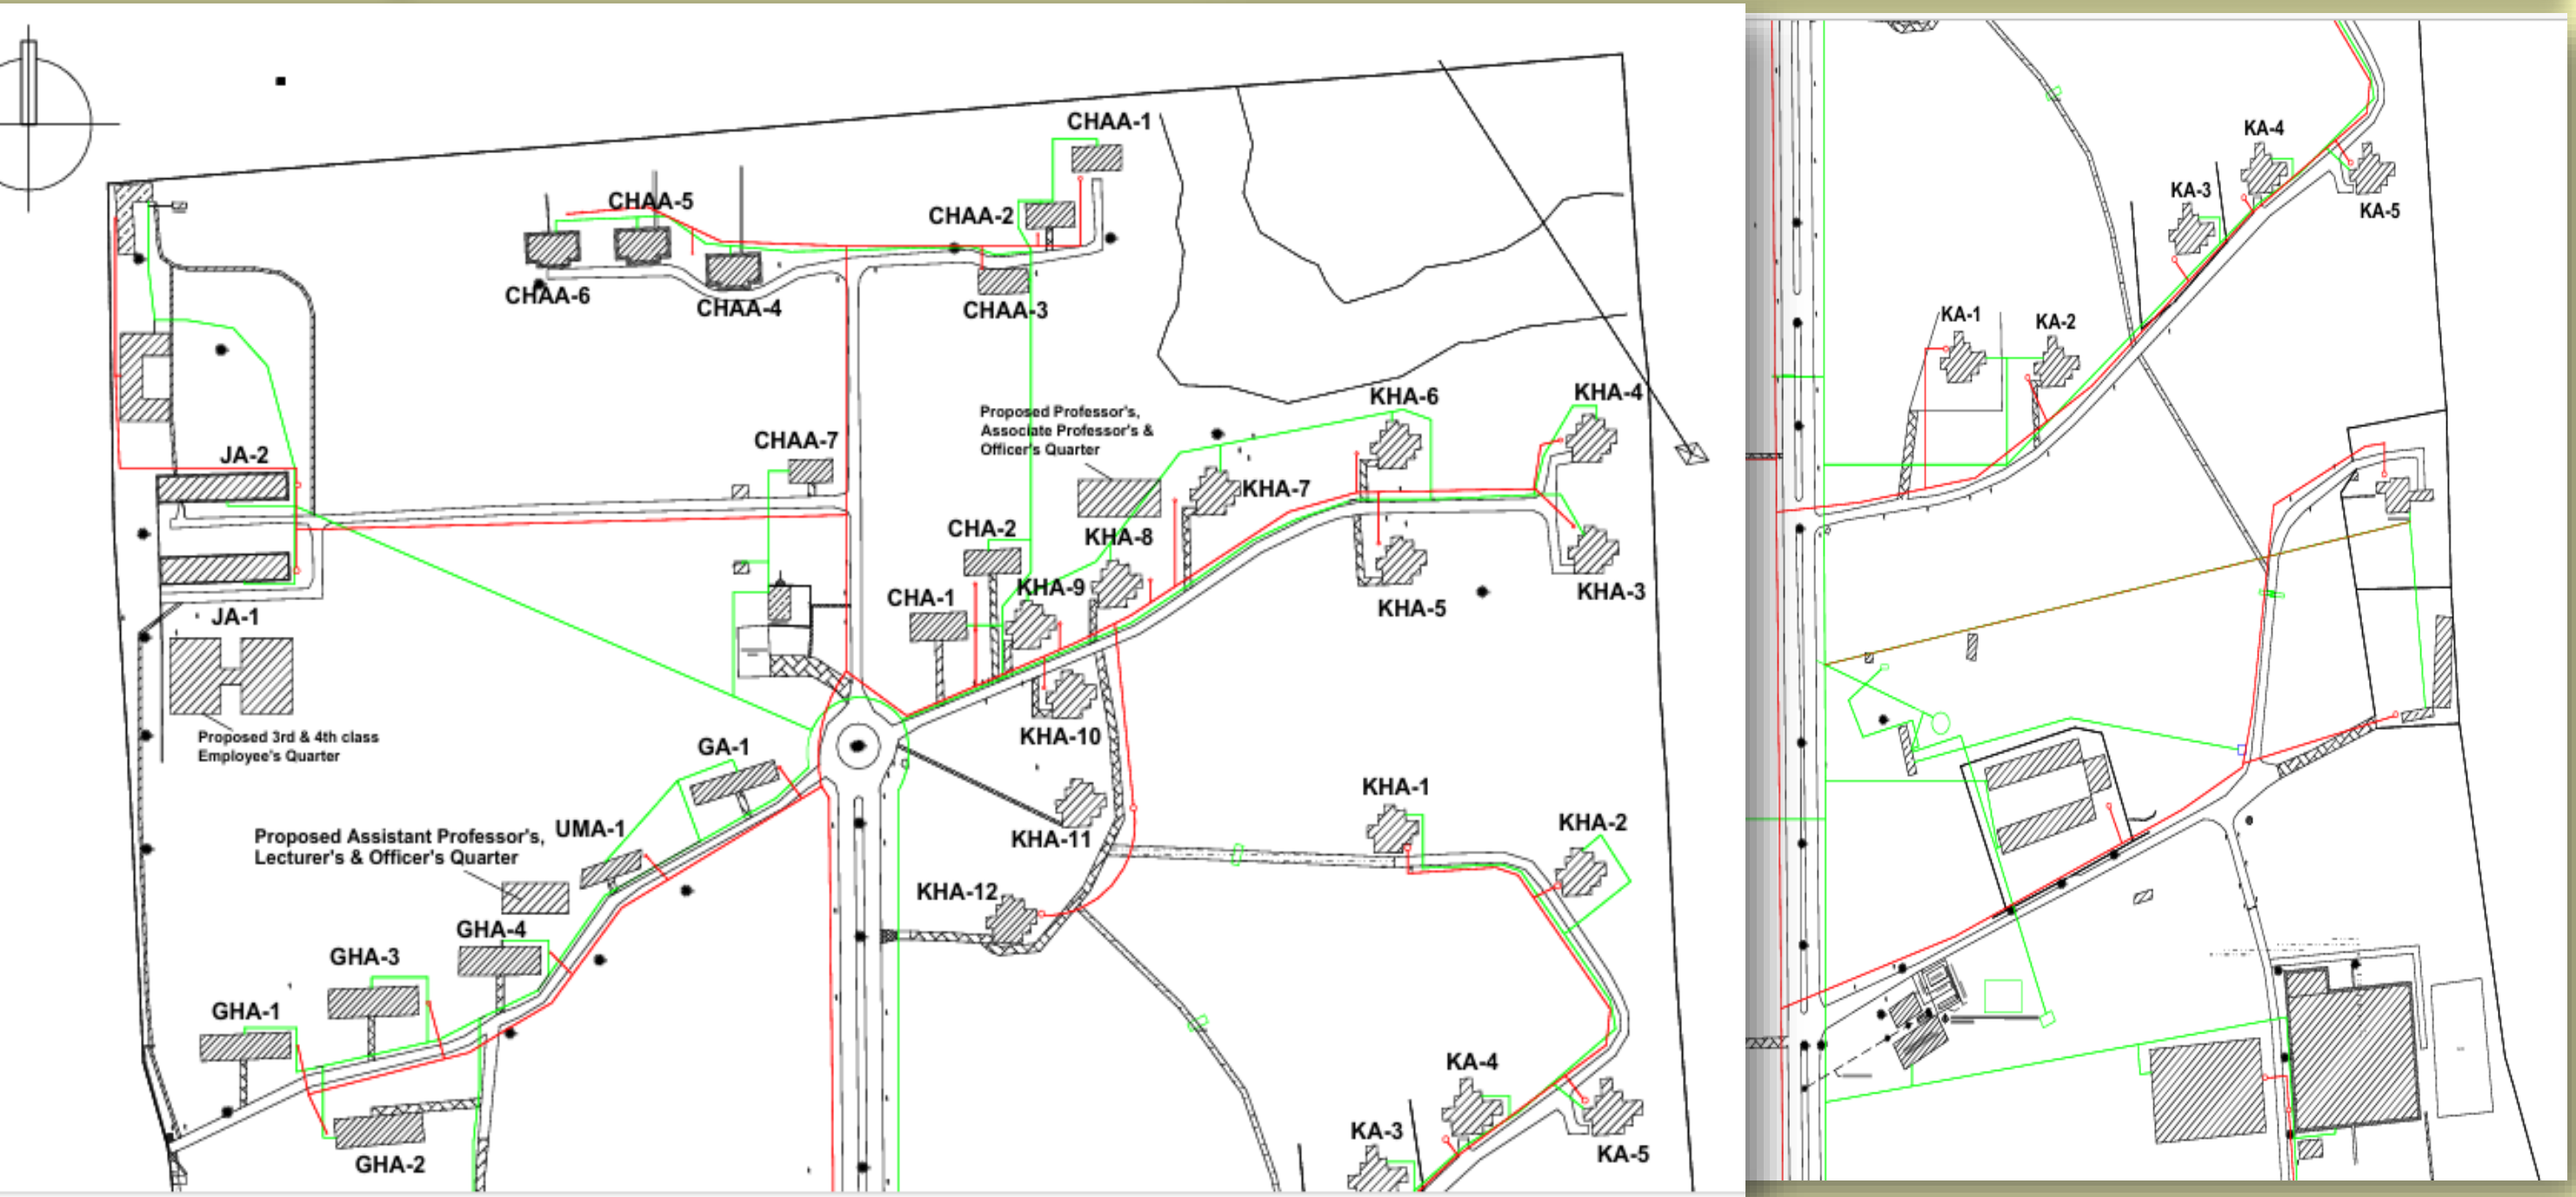 CHAA-1
CHAA-5
CHAA-2
CHAA-6
CHAA-4
CHAA-3
KHA-6
KHA-4
Proposed Professor's,
Associate Professor's &
Officer's Quarter
CHAA-7
JA-2
KHA-7
CHA-2
KHA-8
KHA-9
CHA-1
KHA-5
KHA-3
JA-1
Proposed 3rd & 4th class
Employee's Quarter
KHA-10
GA-1
KHA-1
UMA-1
KHA-2
Proposed Assistant Professor's,
Lecturer's & Officer's Quarter
KHA-11
KHA-12
GHA-4
GHA-3
GHA-1
KA-4
KA-3
KA-5
GHA-2
KA-4
KA-3
KA-5
KA-1
KA-2